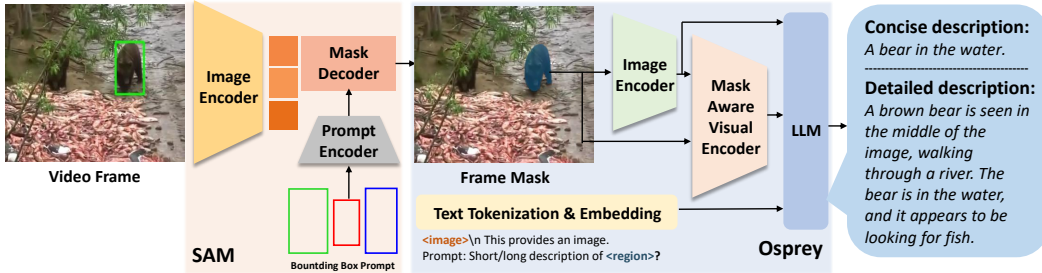 Video Frame
Image
Encoder
Mask
Decoder
Prompt
Encoder
SAM
Bountding Box Prompt
Frame Mask
Image
Encoder
Mask
Aware
Visual
Encoder
Text Tokenization & Embedding
<image>\n This provides an image.
Prompt: Short/long description of <region>?
Osprey
LLM
Concise description:
A bear in the water.
Detailed description:
A brown bear is seen in
the middle of the
image, walking
through a river. The
bear is in the water,
and it appears to be
looking for fish.